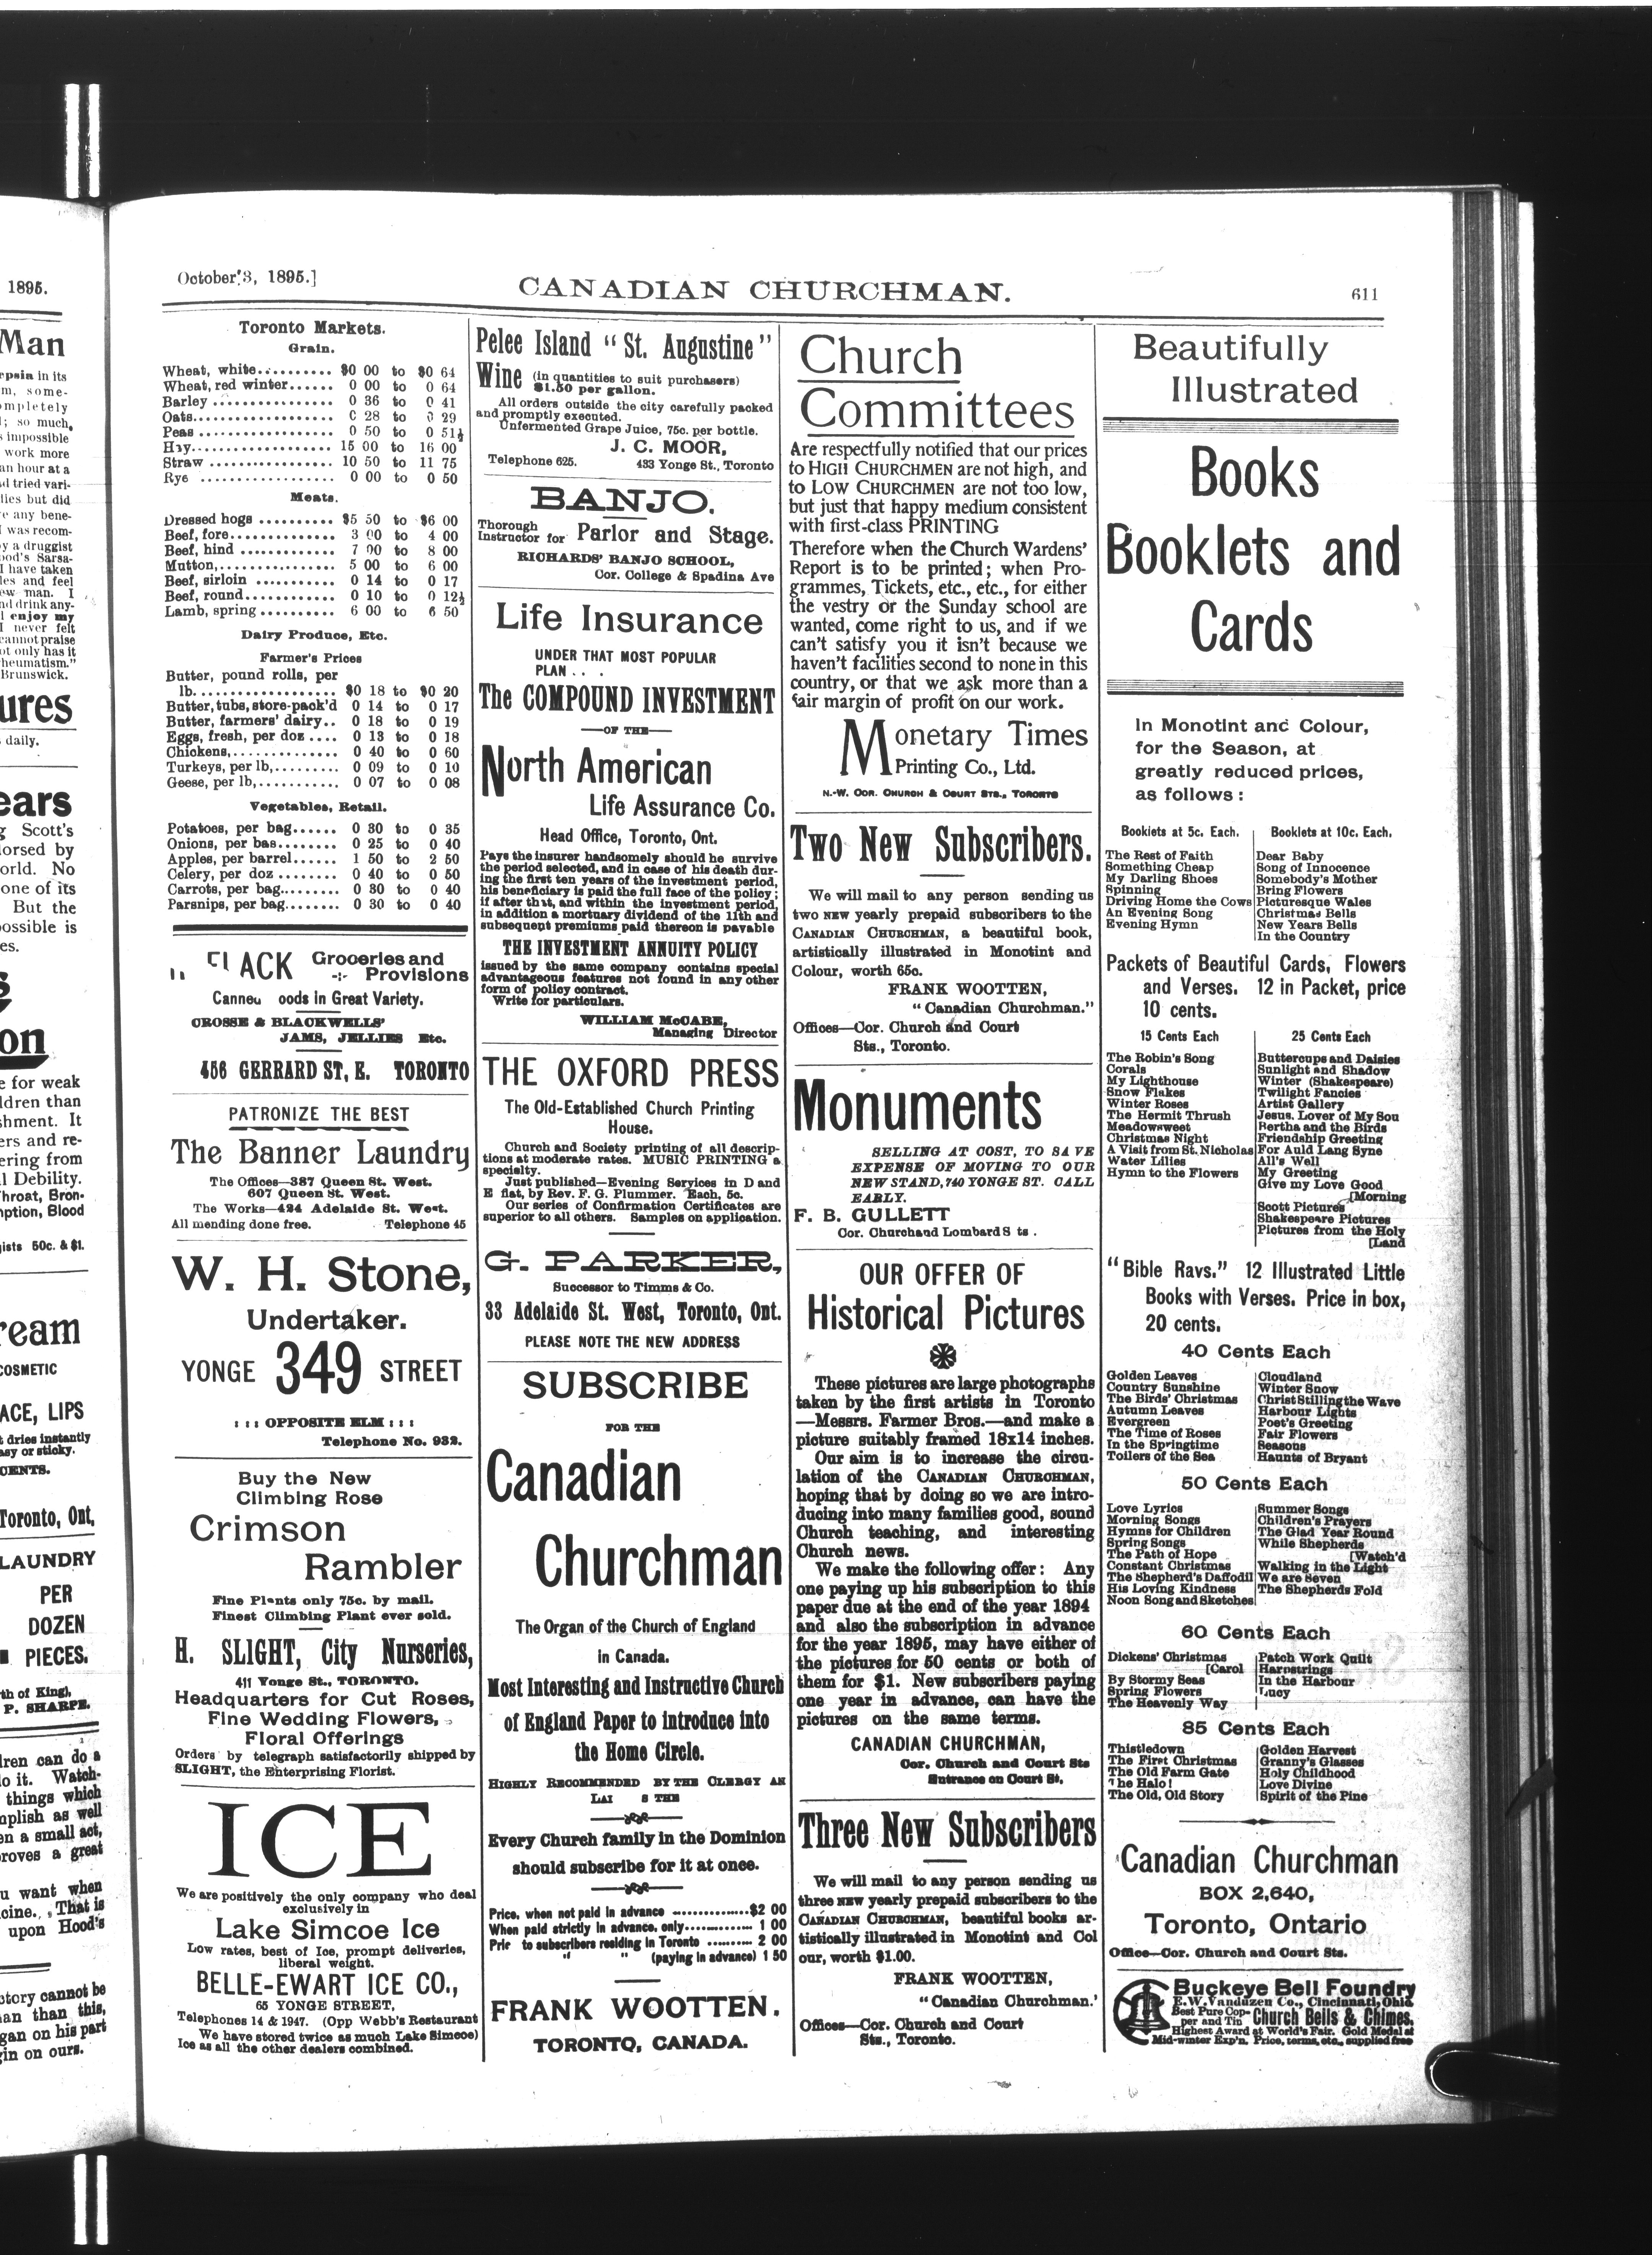 October 3, 1895.]
CANADIAN CHURCHMAN.
611
Toronto Markets.
Grain.
Wheat, white.......... $0 00 to $0 64
Wheat, red winter...... 0 00 to 0 64
Barley ................ 0 36 to 0 41
Oats................... 0 28 to 0 29
Peas .................. 0 50 to 0 51½
Hay.................... 15 00 to 16 00
Straw ................. 10 50 to 11 75
Rye ................... 0 00 to 0 50
Meats.
Dressed hogs .......... $5 50 to $6 00
Beef, fore............. 3 00 to 4 00
Beef, hind ............ 7 00 to 8 00
Mutton,................ 5 00 to 6 00
Beef, sirloin ......... 0 14 to 0 17
Beef, round............ 0 10 to 0 12½
Lamb, spring .......... 6 00 to 6 50
Dairy Produce, Etc.
Farmer's Prices
Butter, pound rolls, per
lb. ................... $0 18 to $0 20
Butter, tubs, store-pack'd 0 14 to 0 17
Butter, farmers' dairy.. 0 18 to 0 19
Eggs, fresh, per doz .... 0 13 to 0 18
Chickens,.............. 0 40 to 0 60
Turkeys, per lb,......... 0 09 to 0 10
Geese, per lb,........... 0 07 to 0 08
Vegetables, Retail.
Potatoes, per bag...... 0 30 to 0 35
Onions, per bas........ 0 25 to 0 40
Apples, per barrel...... 1 50 to 2 50
Celery, per doz ........ 0 40 to 0 50
Carrots, per bag........ 0 30 to 0 40
Parsnips, per bag........ 0 30 to 0 40
Groceries and
Provisions
in Great Variety.
CROSSE & BLACKWELLS'
JAMS, JELLIES Etc.
456 GERRARD ST, E. TORONTO
PATRONIZE THE BEST
The Banner Laundry
The Offices—387 Queen St. West.
607 Queen St. West.
The Works—424 Adelaide St. West.
All mending done free. Telephone 45
W. H. Stone,
Undertaker.
YONGE 349 STREET
: : : OPPOSITE ELM : : :
Telephone No. 932.
Buy the New
Climbing Rose
Crimson
Rambler
Fine Plants only 75c. by mail.
Finest Climbing Plant ever sold.
H. SLIGHT, City Nurseries,
411 Yonge St., TORONTO.
Headquarters for Cut Roses,
Fine Wedding Flowers,
Floral Offerings
Orders by telegraph satisfactorily shipped by
SLIGHT, the Enterprising Florist.
ICE
We are positively the only company who deal
exclusively in
Lake Simcoe Ice
Low rates, best of Ice, prompt deliveries,
liberal weight.
BELLE-EWART ICE CO.,
65 YONGE STREET,
Telephones 14 & 1947. (Opp Webb's Restaurant
We have stored twice as much Lake Simcoe)
Ice as all the other dealers combined.
Pelee Island "St. Augustine"
Wine (in quantities to suit purchasers)
$1.50 per gallon.
All orders outside the city carefully packed
and promptly executed.
Unfermented Grape Juice, 75c. per bottle.
J. C. MOOR,
Telephone 625. 433 Yonge St., Toronto
BANJO.
Thorough
Instructor for Parlor and Stage.
RICHARDS' BANJO SCHOOL,
Cor. College & Spadina Ave
Life Insurance
UNDER THAT MOST POPULAR
PLAN . . .
The COMPOUND INVESTMENT
—OF THE—
North American
Life Assurance Co.
Head Office, Toronto, Ont.
Pays the insurer handsomely should he survive
the period selected, and in case of his death dur-
ing the first ten years of the investment period,
his beneficiary is paid the full face of the policy;
if after that, and within the investment period,
in addition a mortuary dividend of the 11th and
subsequent premiums paid thereon is payable
THE INVESTMENT ANNUITY POLICY
issued by the same company contains special
advantageous features not found in any other
form of policy contract.
Write for particulars.
WILLIAM McCABE,
Managing Director
THE OXFORD PRESS
The Old-Established Church Printing
House.
Church and Society printing of all descrip-
tions at moderate rates. MUSIC PRINTING a
specialty.
Just published—Evening Services in D and
E flat, by Rev. F. G. Plummer. Each, 5c.
Our series of Confirmation Certificates are
superior to all others. Samples on application.
G. PARKER,
Successor to Timms & Co.
33 Adelaide St. West, Toronto, Ont.
PLEASE NOTE THE NEW ADDRESS
SUBSCRIBE
FOR THE
Canadian
Churchman
The Organ of the Church of England
in Canada.
Most Interesting and Instructive Church
of England Paper to introduce into
the Home Circle.
HIGHLY RECOMMENDED BY THE CLERGY
Every Church family in the Dominion
should subscribe for it at once.
Price, when not paid in advance ..............$2 00
When paid strictly in advance, only............. 1 00
to subscribers residing in Toronto ......... 2 00
" " (paying in advance) 1 50
FRANK WOOTTEN.
TORONTO, CANADA.
Church
Committees
Are respectfully notified that our prices
to HIGH CHURCHMEN are not high, and
to LOW CHURCHMEN are not too low,
but just that happy medium consistent
with first-class PRINTING
Therefore when the Church Wardens'
Report is to be printed; when Pro-
grammes, Tickets, etc., etc., for either
the vestry or the Sunday school are
wanted, come right to us, and if we
can't satisfy you it isn't because we
haven't facilities second to none in this
country, or that we ask more than a
fair margin of profit on our work.
Monetary Times
Printing Co., Ltd.
N.-W. COR. CHURCH & COURT STS., TORONTO
Two New Subscribers.
We will mail to any person sending us
two NEW yearly prepaid subscribers to the
CANADIAN CHURCHMAN, a beautiful book,
artistically illustrated in Monotint and
Colour, worth 65c.
FRANK WOOTTEN,
"Canadian Churchman."
Offices—Cor. Church and Court
Sts., Toronto.
Monuments
SELLING AT COST, TO SAVE
EXPENSE OF MOVING TO OUR
NEW STAND, 740 YONGE ST. CALL
EARLY.
F. B. GULLETT
Cor. Church and Lombard S ts .
OUR OFFER OF
Historical Pictures
These pictures are large photographs
taken by the first artists in Toronto
—Messrs. Farmer Bros.—and make a
picture suitably framed 18x14 inches.
Our aim is to increase the circu-
lation of the CANADIAN CHURCHMAN,
hoping that by doing so we are intro-
ducing into many families good, sound
Church teaching, and interesting
Church news.
We make the following offer: Any
one paying up his subscription to this
paper due at the end of the year 1894
and also the subscription in advance
for the year 1895, may have either of
the pictures for 50 cents or both of
them for $1. New subscribers paying
one year in advance, can have the
pictures on the same terms.
CANADIAN CHURCHMAN,
Cor. Church and Court Sts
Entrance on Court St.
Three New Subscribers
We will mail to any person sending us
three NEW yearly prepaid subscribers to the
CANADIAN CHURCHMAN, beautiful books ar-
tistically illustrated in Monotint and Col
our, worth $1.00.
FRANK WOOTTEN,
"Canadian Churchman.'
Offices—Cor. Church and Court
Sts., Toronto.
Beautifully
Illustrated
Books
Booklets and
Cards
In Monotint and Colour,
for the Season, at
greatly reduced prices,
as follows :
Booklets at 5c. Each.
The Rest of Faith
Something Cheap
My Darling Shoes
Spinning
Driving Home the Cows
An Evening Song
Evening Hymn
Booklets at 10c. Each.
Dear Baby
Song of Innocence
Somebody's Mother
Bring Flowers
Picturesque Wales
Christmas Bells
New Years Bells
In the Country
Packets of Beautiful Cards, Flowers
and Verses. 12 in Packet, price
10 cents.
15 Cents Each
The Robin's Song
Corals
My Lighthouse
Snow Flakes
Winter Roses
The Hermit Thrush
Meadowsweet
Christmas Night
A Visit from St. Nicholas
Water Lilies
Hymn to the Flowers
25 Cents Each
Buttercups and Daisies
Sunlight and Shadow
Winter (Shakespeare)
Twilight Fancies
Artist Gallery
Jesus, Lover of My Sou
Bertha and the Birds
Friendship Greeting
For Auld Lang Syne
All's Well
My Greeting
Give my Love Good
[Morning
Scott Pictures
Shakespeare Pictures
Pictures from the Holy
[Land
"Bible Rays." 12 Illustrated Little
Books with Verses. Price in box,
20 cents.
40 Cents Each
Golden Leaves
Country Sunshine
The Birds' Christmas
Autumn Leaves
Evergreen
The Time of Roses
In the Springtime
Toilers of the Sea
Cloudland
Winter Snow
Christ Stilling the Wave
Harbour Lights
Poet's Greeting
Fair Flowers
Seasons
Haunts of Bryant
50 Cents Each
Love Lyrics
Morning Songs
Hymns for Children
Spring Songs
The Path of Hope
Constant Christmas
The Shepherd's Daffodil
His Loving Kindness
Noon Song and Sketches
Summer Songs
Children's Prayers
The Glad Year Round
While Shepherds
[Watch'd
Walking in the Light
We are Seven
The Shepherds Fold
60 Cents Each
Dickens' Christmas
[Carol
By Stormy Seas
Spring Flowers
The Heavenly Way
Patch Work Quilt
Harpstrings
In the Harbour
Lucy
85 Cents Each
Thistledown
The First Christmas
The Old Farm Gate
The Halo!
The Old, Old Story
Golden Harvest
Granny's Glasses
Holy Childhood
Love Divine
Spirit of the Pine
Canadian Churchman
BOX 2,640,
Toronto, Ontario
Office—Cor. Church and Court Sts.
Buckeye Bell Foundry
E. W. Vanduzen Co., Cincinnati, Ohio
Best Pure Cop-
per and Tin Church Bells & Chimes.
Highest Award at World's Fair. Gold Medal at
Mid-winter Exp'n. Price, terms, etc., supplied free